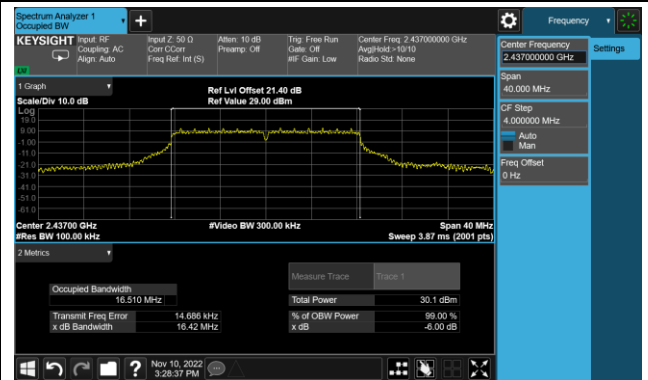 Spectrum Analyzer 1
Occupied BW
+
Frequency
KEYSIGHT
Input: RF
Coupling: AC
Align: Auto
Input Z: 50 Ω
Corr CCorr
Freq Ref: Int (S)
Atten: 10 dB
Preamp: Off
Trig: Free Run
Gate: Off
#IF Gain: Low
Center Freq: 2.437000000 GHz
Avg|Hold:>10/10
Radio Std: None
LW
Center Frequency
2.437000000 GHz
Settings
Span
40.000 MHz
CF Step
4.000000 MHz
Auto
Man
Freq Offset
0 Hz
1 Graph
Scale/Div 10.0 dB
Ref Lvl Offset 21.40 dB
Ref Value 29.00 dBm
Log
19.0
9.00
-1.00
-11.0
-21.0
-31.0
-41.0
-51.0
-61.0
Center 2.43700 GHz
#Res BW 100.00 kHz
#Video BW 300.00 kHz
Span 40 MHz
Sweep 3.87 ms (2001 pts)
2 Metrics
Measure Trace Trace 1
Occupied Bandwidth
16.510 MHz
Total Power 30.1 dBm
Transmit Freq Error 14.686 kHz
% of OBW Power 99.00 %
x dB Bandwidth 16.42 MHz
x dB -6.00 dB
?
Nov 10, 2022
3:28:37 PM